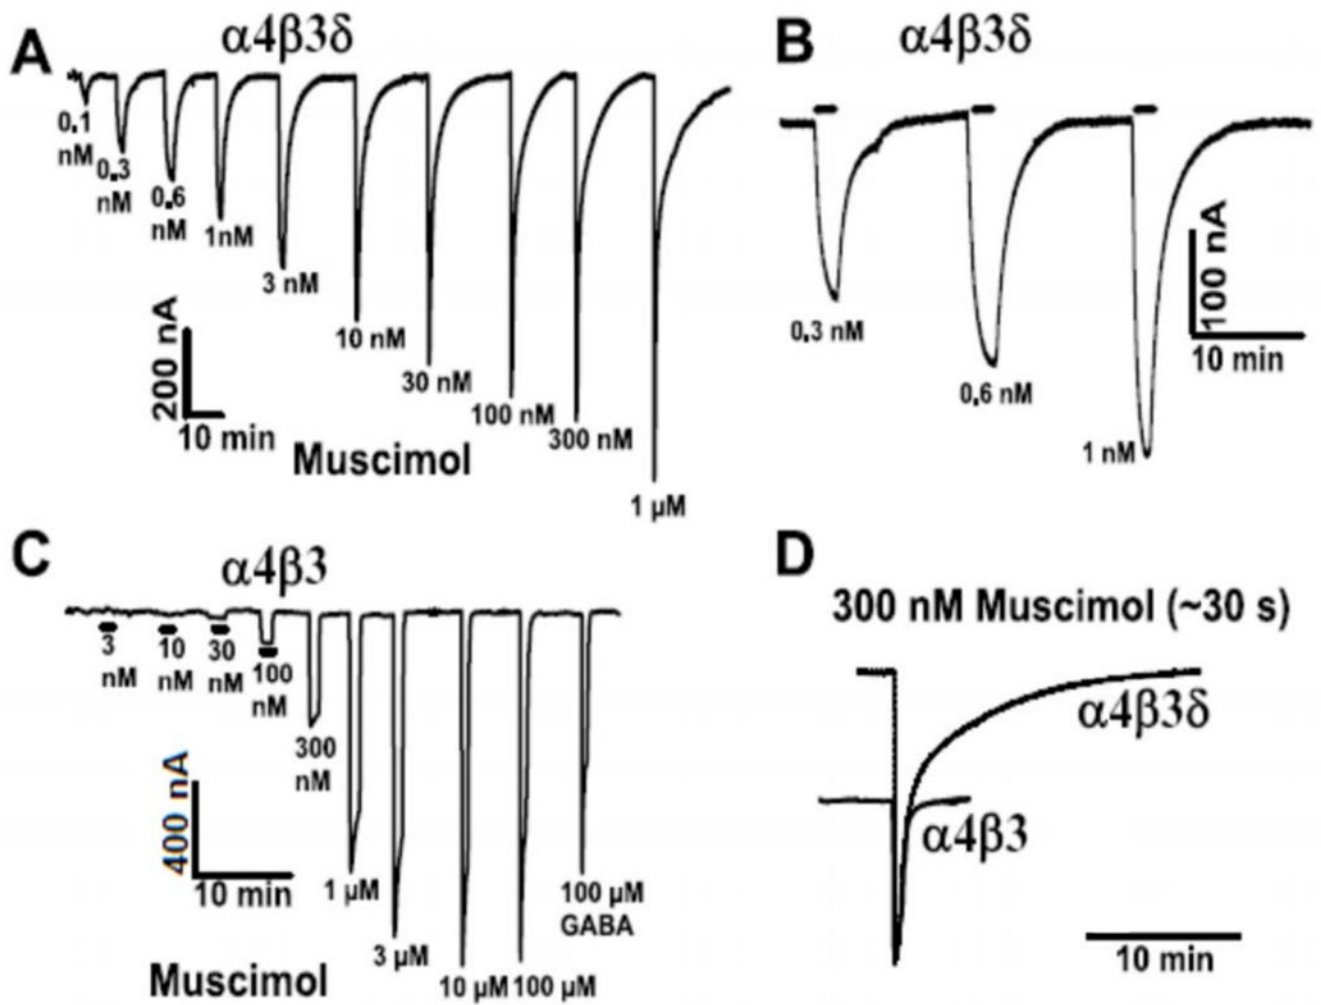 A
α4β3δ
0.1
nM
0.3
nM
0.6
nM
1nM
3 nM
10 nM
30 nM
100 nM
300 nM
1 µM
200 nA
10 min
Muscimol
B
α4β3δ
0.3 nM
0.6 nM
1 nM
100 nA
10 min
C
α4β3
3
nM
10
nM
30
nM
100
nM
300
nM
1 µM
3 µM
10 µM
100 µM
100 µM
GABA
400 nA
10 min
Muscimol
D
300 nM Muscimol (~30 s)
α4β3δ
α4β3
10 min